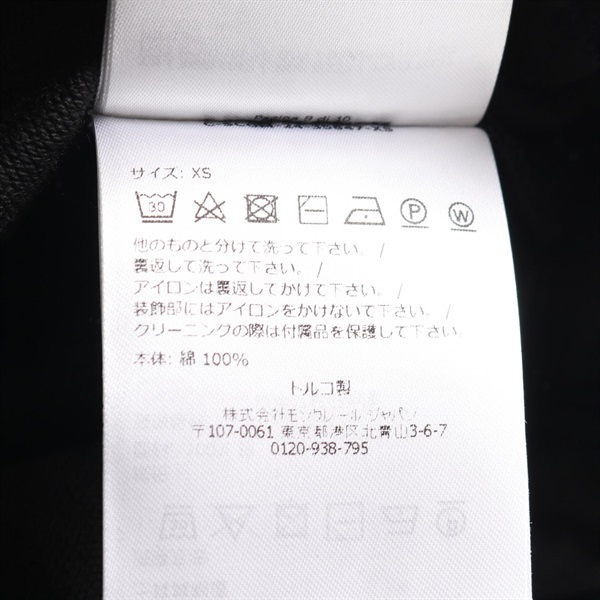 サイズ: XS
30
P
W
他のものと分けて洗って下さい。/
裏返して洗って下さい。/
アイロンは裏返してかけて下さい。/
装飾部にはアイロンをかけないで下さい。/
クリーニングの際は付属品を保護して下さい。
本体: 綿 100%
トルコ製
株式会社モンクレール ジャパン
〒107-0061 東京都港区北青山3-6-7
0120-938-795